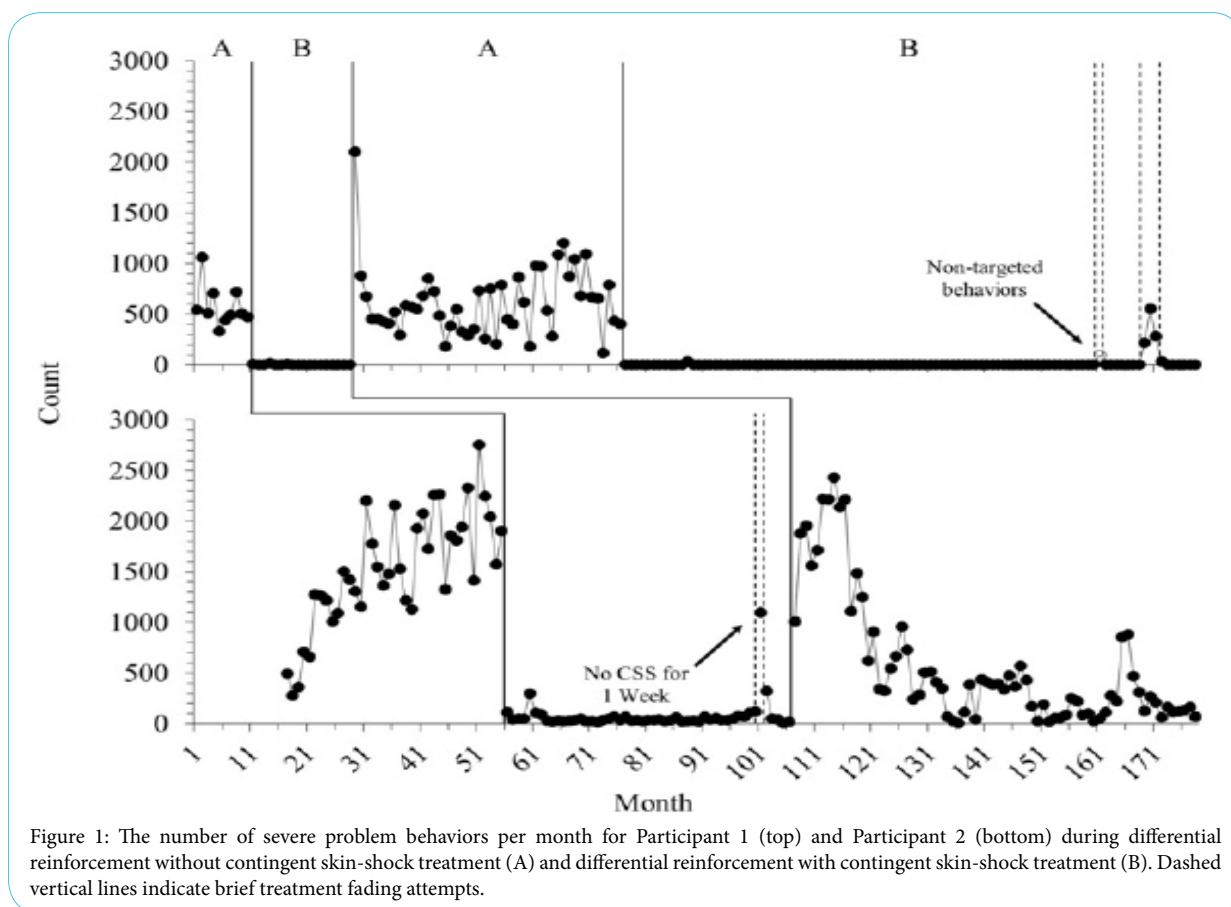 A B A B
3000
2500
2000
1500
1000
500
0
Non-targeted
behaviors
Count
3000
2500
2000
1500
1000
500
0
No CSS for
1 Week
1 11 21 31 41 51 61 71 81 91 101 111 121 131 141 151 161 171
Month
Figure 1: The number of severe problem behaviors per month for Participant 1 (top) and Participant 2 (bottom) during differential
reinforcement without contingent skin-shock treatment (A) and differential reinforcement with contingent skin-shock treatment (B). Dashed
vertical lines indicate brief treatment fading attempts.